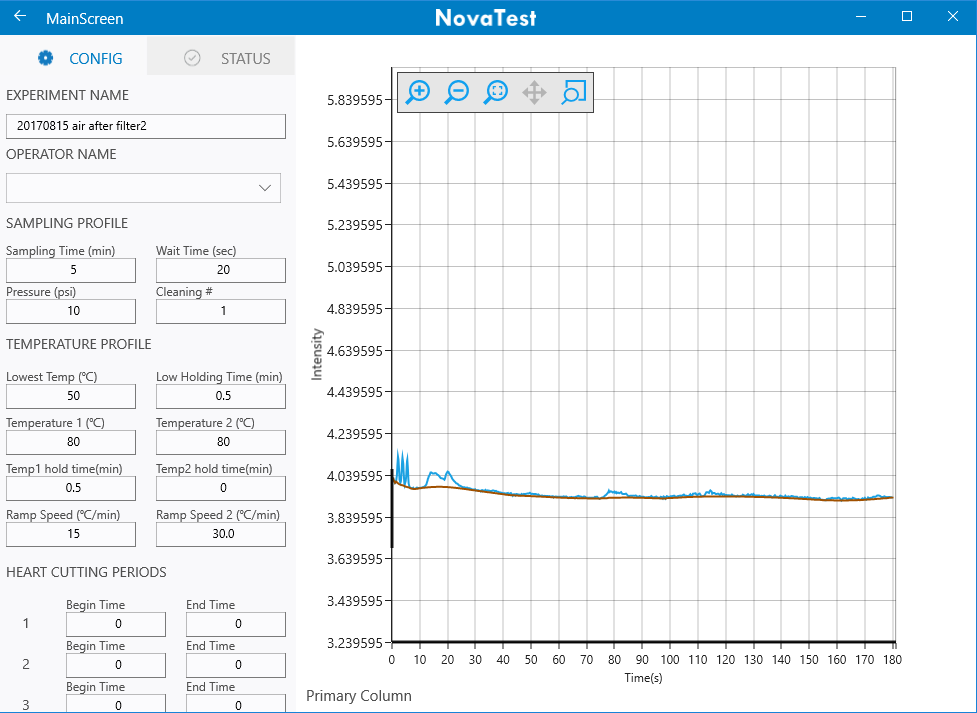 MainScreen
NovaTest
CONFIG
STATUS
EXPERIMENT NAME
20170815 air after filter2
OPERATOR NAME
SAMPLING PROFILE
Sampling Time (min) Wait Time (sec)
5 20
Pressure (psi) Cleaning #
10 1
TEMPERATURE PROFILE
Lowest Temp (℃) Low Holding Time (min)
50 0.5
Temperature 1 (℃) Temperature 2 (℃)
80 80
Temp1 hold time(min) Temp2 hold time(min)
0.5 0
Ramp Speed (℃/min) Ramp Speed 2 (℃/min)
15 30.0
HEART CUTTING PERIODS
Begin Time End Time
1 0 0
Begin Time End Time
2 0 0
Begin Time End Time
3 0 0
5.839595
5.639595
5.439595
5.239595
5.039595
4.839595
4.639595
4.439595
4.239595
4.039595
3.839595
3.639595
3.439595
3.239595
Intensity
0 10 20 30 40 50 60 70 80 90 100 110 120 130 140 150 160 170 180
Time(s)
Primary Column